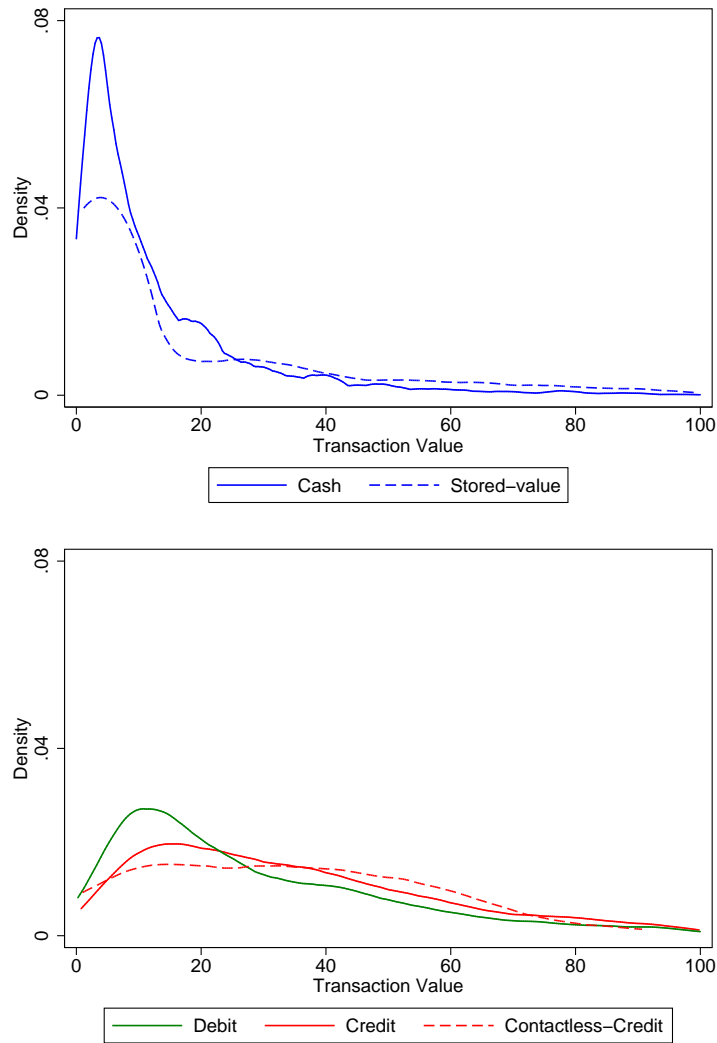 .08
.04
0
Density
0 20 40 60 80 100
Transaction Value
Cash Stored−value
.08
.04
0
Density
0 20 40 60 80 100
Transaction Value
Debit Credit Contactless−Credit